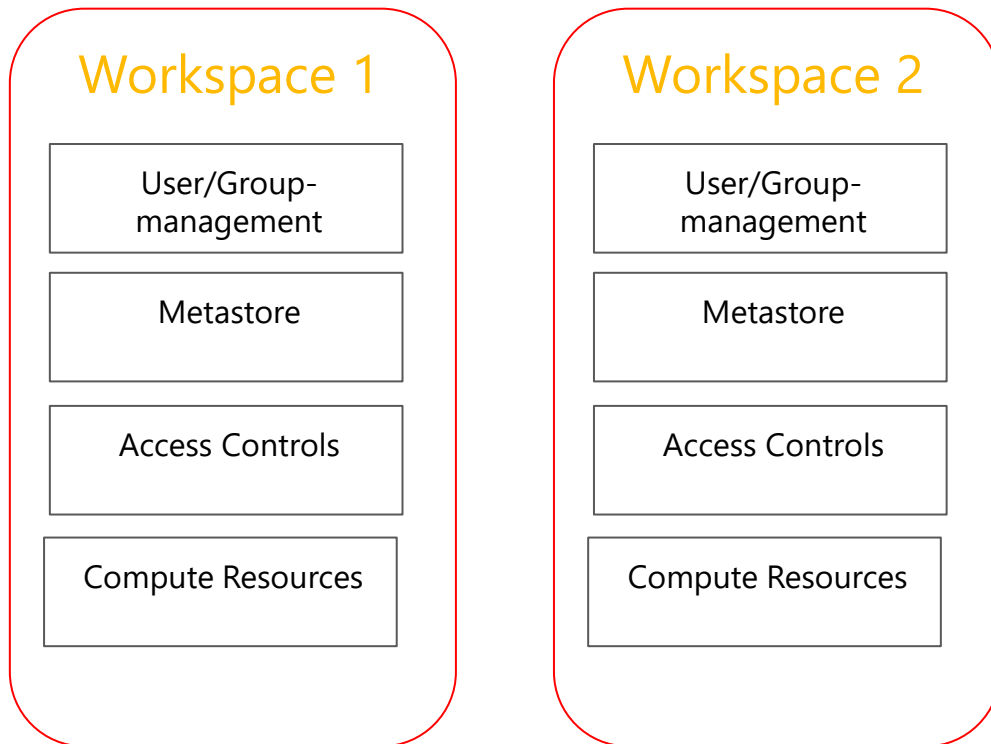 Workspace 1
User/Group-
management
Metastore
Access Controls
Compute Resources
Workspace 2
User/Group-
management
Metastore
Access Controls
Compute Resources